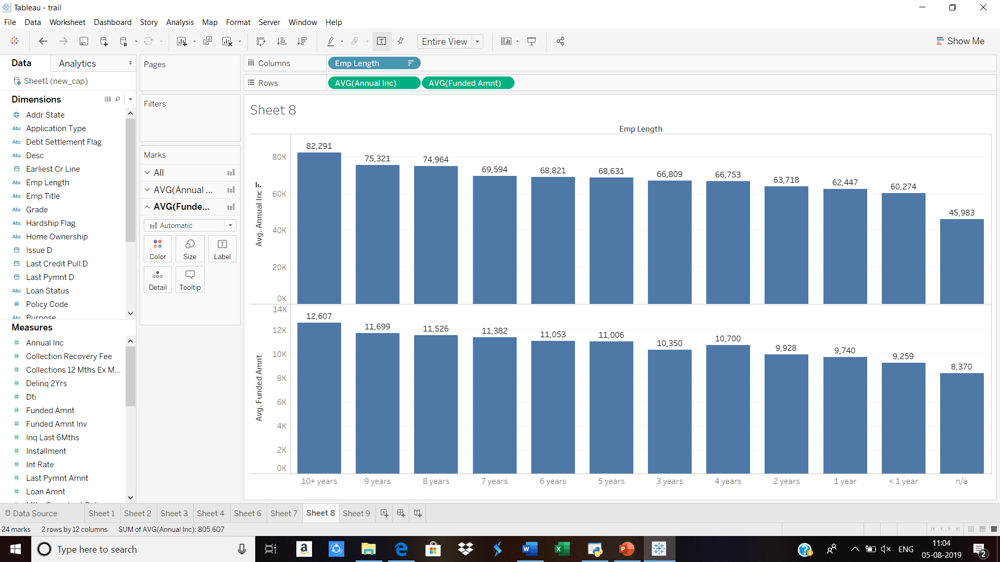 Tableau - trail
File Data Worksheet Dashboard Story Analysis Map Format Server Window Help
Entire View
Show Me
Data
Analytics
Sheet1 (new_cap)
Dimensions
Addr State
Abc Application Type
Abc Debt Settlement Flag
Abc Desc
Earliest Cr Line
Abc Emp Length
Abc Emp Title
Abc Grade
Abc Hardship Flag
Abc Home Ownership
Issue D
Last Credit Pull D
Last Pymnt D
Abc Loan Status
# Policy Code
Abc Purpose
Measures
# Annual Inc
# Collection Recovery Fee
# Collections 12 Mths Ex M...
# Delinq 2Yrs
# Dti
# Funded Amnt
# Funded Amnt Inv
# Inq Last 6Mths
# Installment
# Int Rate
# Last Pymnt Amnt
# Loan Amnt
Pages
Filters
Marks
All
AVG(Annual ...
AVG(Funde...
Automatic
Color Size Label
Detail Tooltip
Columns
Emp Length
Rows
AVG(Annual Inc) AVG(Funded Amnt)
Sheet 8
Emp Length
Avg. Annual Inc
80K
60K
40K
20K
0K
82,291 75,321 74,964 69,594 68,821 68,631 66,809 66,753 63,718 62,447 60,274 45,983
Avg. Funded Amnt
14K
12K
10K
8K
6K
4K
2K
0K
12,607 11,699 11,526 11,382 11,053 11,006 10,350 10,700 9,928 9,740 9,259 8,370
10+ years 9 years 8 years 7 years 6 years 5 years 3 years 4 years 2 years 1 year < 1 year n/a
Data Source Sheet 1 Sheet 2 Sheet 3 Sheet 4 Sheet 6 Sheet 7 Sheet 8 Sheet 9
24 marks 2 rows by 12 columns SUM of AVG(Annual Inc): 805,607
Type here to search
ENG
11:04
05-08-2019
2